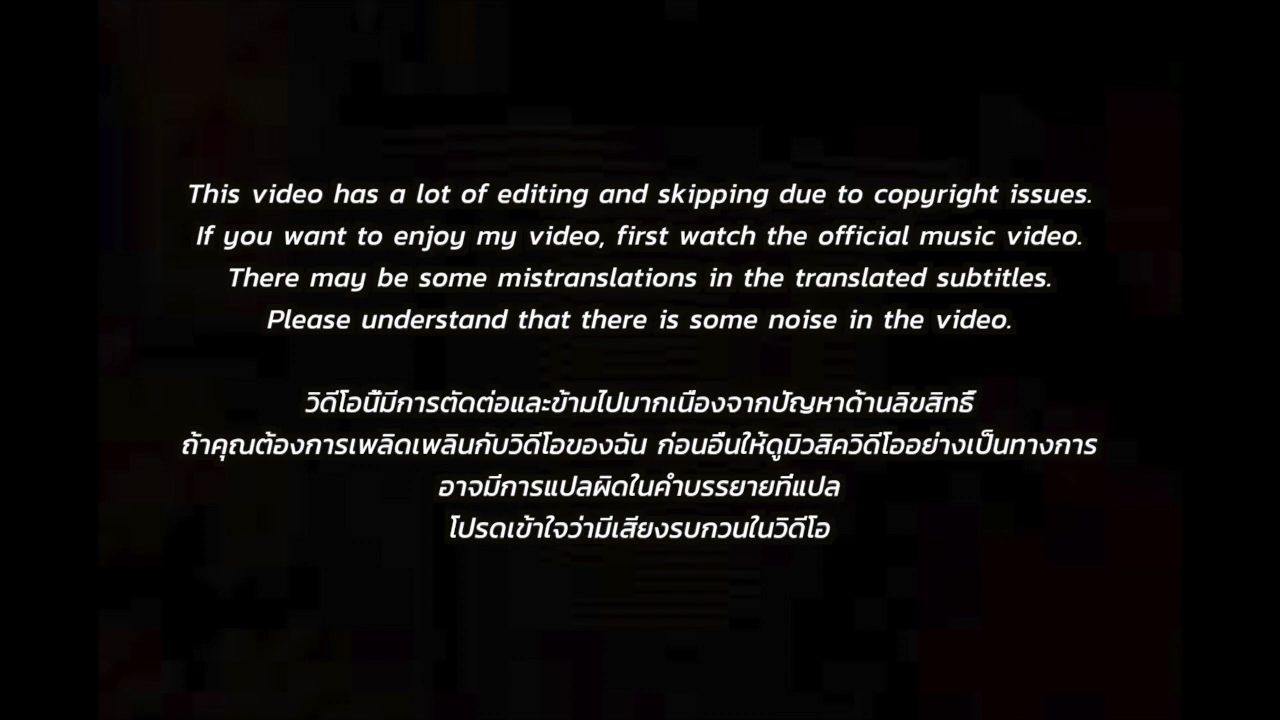 This video has a lot of editing and skipping due to copyright issues.
If you want to enjoy my video, first watch the official music video.
There may be some mistranslations in the translated subtitles.
Please understand that there is some noise in the video.
วิดีโอนี้มีการตัดต่อและข้ามไปมากเนื่องจากปัญหาด้านลิขสิทธิ์
ถ้าคุณต้องการเพลิดเพลินกับวิดีโอของฉัน ก่อนอื่นให้ดูมิวสิควิดีโออย่างเป็นทางการ
อาจมีการแปลผิดในคำบรรยายที่แปล
โปรดเข้าใจว่ามีเสียงรบกวนในวิดีโอ